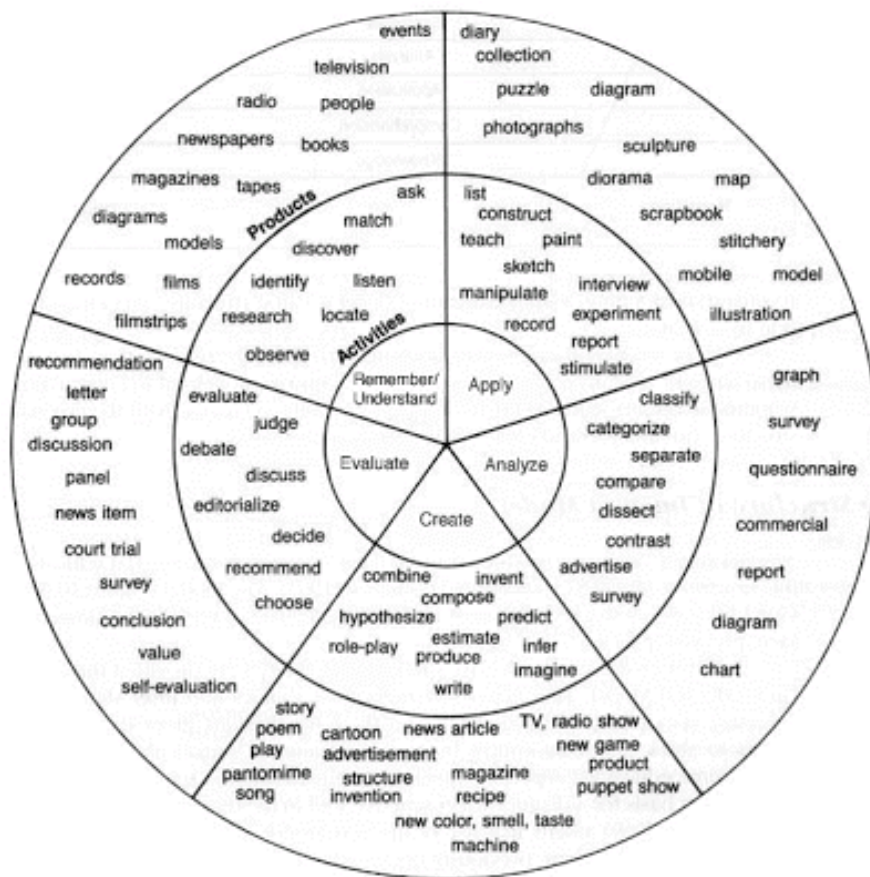 events
television
radio
people
newspapers
books
magazines
tapes
diagrams
models
records
films
filmstrips
Products
ask
match
discover
identify
listen
research
locate
observe
Activities
Remember/
Understand
diary
collection
puzzle
diagram
photographs
sculpture
diorama
map
scrapbook
stitchery
mobile
model
illustration
list
construct
teach
paint
sketch
interview
manipulate
experiment
record
report
stimulate
Apply
graph
survey
questionnaire
commercial
report
diagram
chart
classify
categorize
separate
compare
dissect
contrast
advertise
survey
Analyze
Create
combine
invent
compose
hypothesize
predict
estimate
role-play
infer
produce
imagine
write
story
poem
play
pantomime
song
cartoon
news article
advertisement
structure
invention
magazine
recipe
TV, radio show
new game
product
puppet show
new color, smell, taste
machine
Evaluate
evaluate
judge
debate
discuss
editorialize
decide
recommend
choose
recommendation
letter
group
discussion
panel
news item
court trial
survey
conclusion
value
self-evaluation